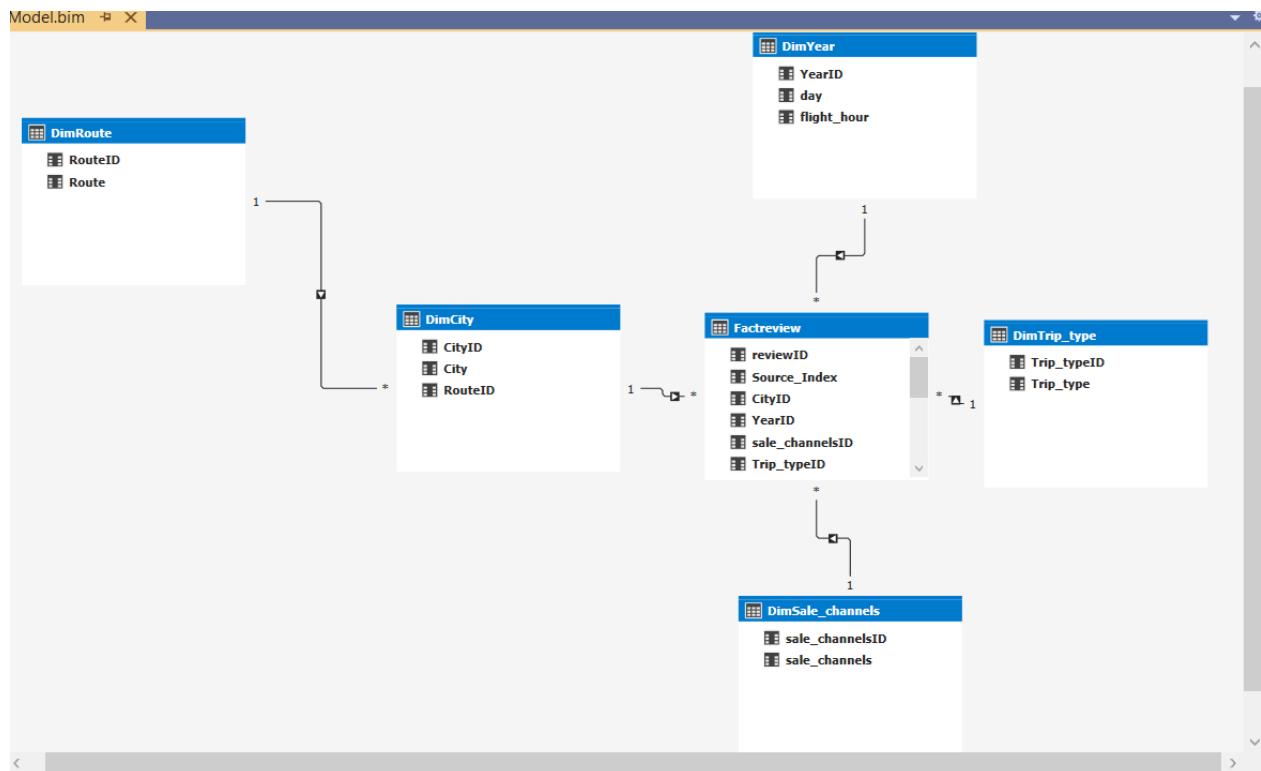 Model.bim
DimYear
YearID
day
flight_hour
DimRoute
RouteID
Route
1
1
*
DimCity
CityID
City
RouteID
*
1
*
Factreview
reviewID
Source_Index
CityID
YearID
sale_channelsID
Trip_typeID
*
1
DimTrip_type
Trip_typeID
Trip_type
*
1
DimSale_channels
sale_channelsID
sale_channels